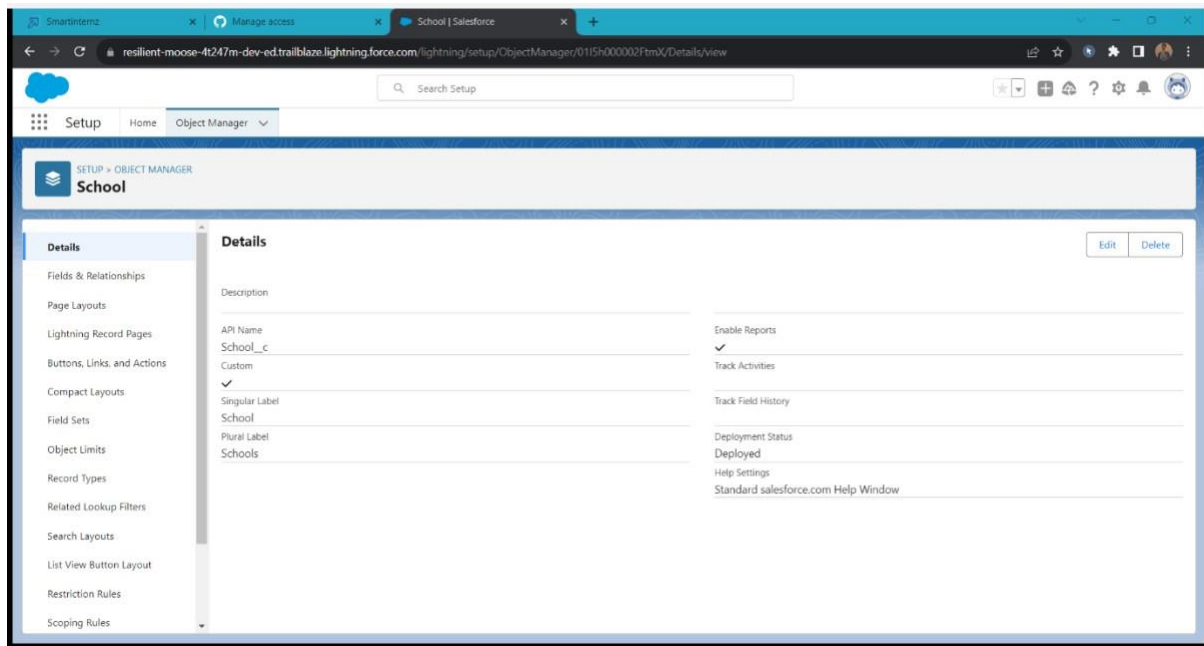 Smartinternz
Manage access
School | Salesforce
resilient-moose-4t247m-dev-ed.trailblaze.lightning.force.com/lightning/setup/ObjectManager/01I5h000002FtmX/Details/view
Search Setup
Setup Home Object Manager
SETUP > OBJECT MANAGER
School
Details
Fields & Relationships
Page Layouts
Lightning Record Pages
Buttons, Links, and Actions
Compact Layouts
Field Sets
Object Limits
Record Types
Related Lookup Filters
Search Layouts
List View Button Layout
Restriction Rules
Scoping Rules
Details
Edit Delete
Description
API Name
School__c
Custom
Singular Label
School
Plural Label
Schools
Enable Reports
Track Activities
Track Field History
Deployment Status
Deployed
Help Settings
Standard salesforce.com Help Window